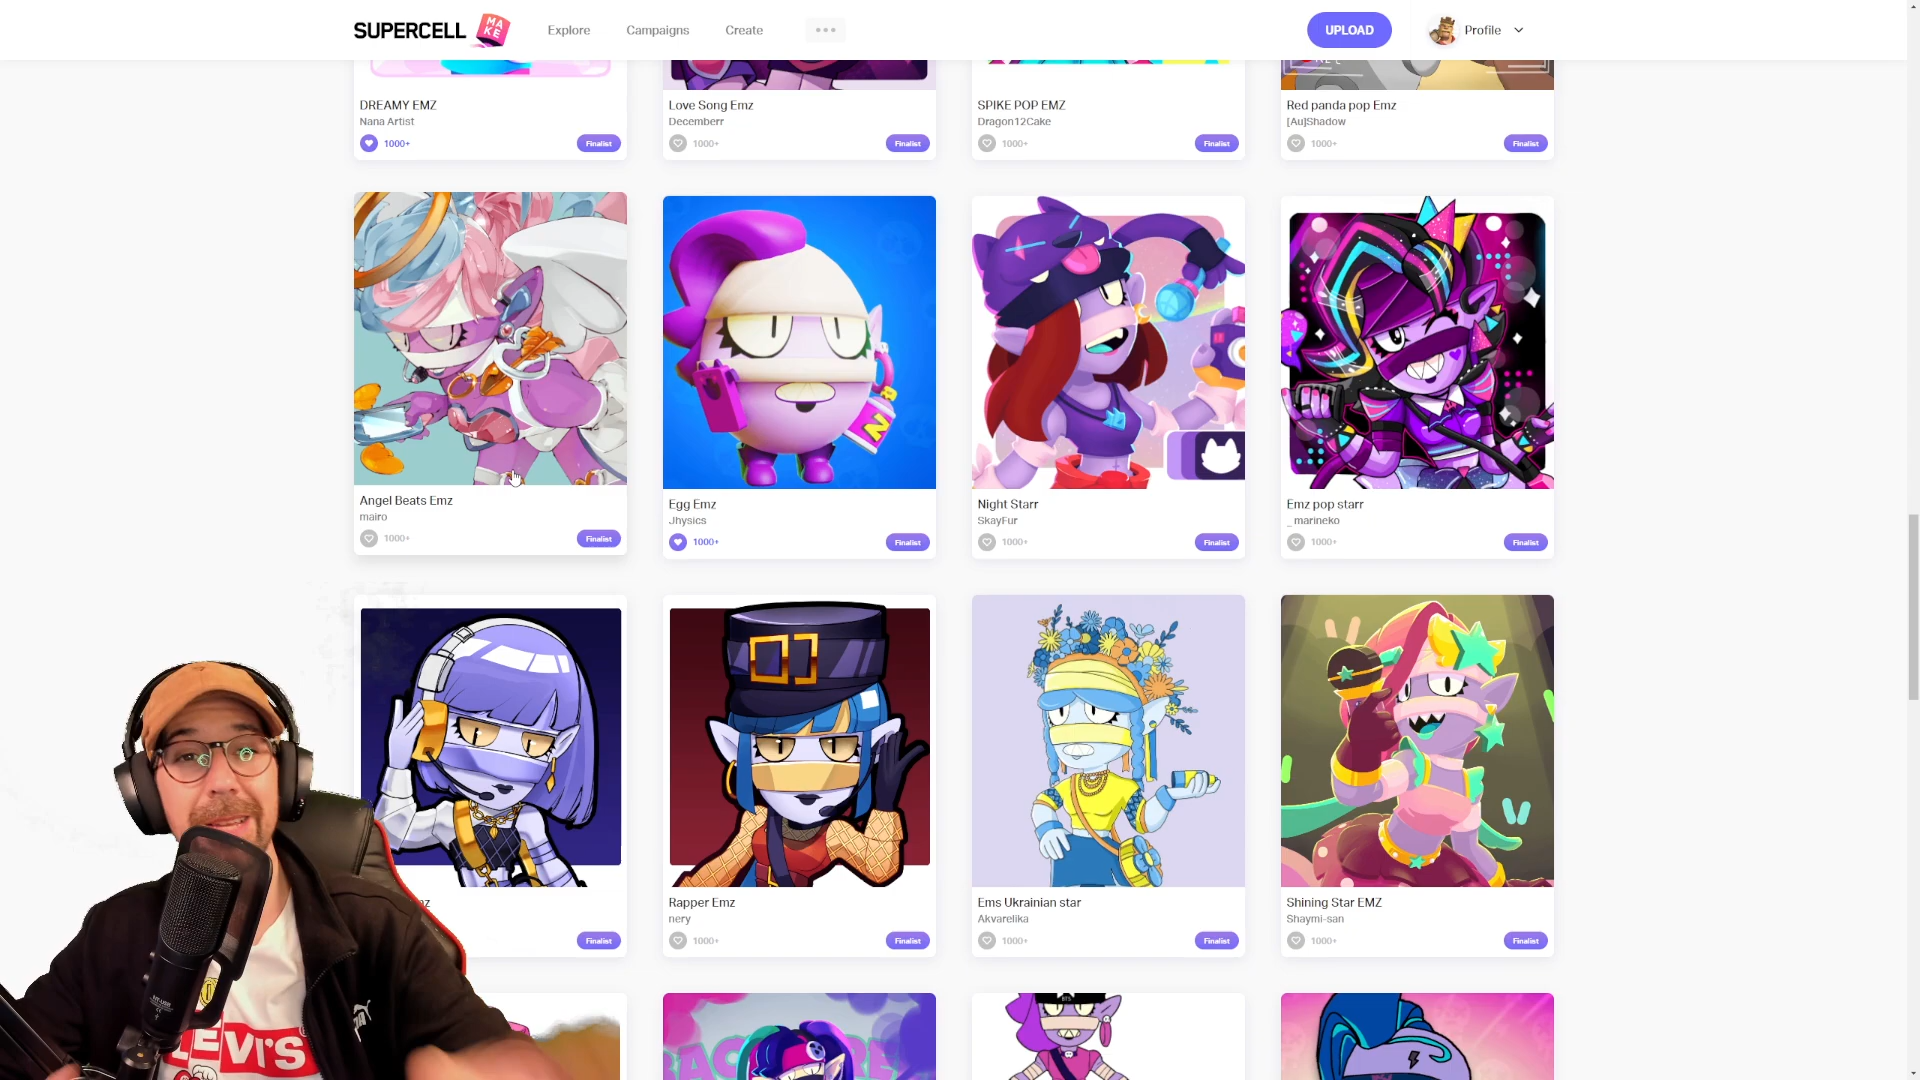 SUPERCELL MAKE
Explore
Campaigns
Create
UPLOAD
Profile
DREAMY EMZ
Nana Artist
1000+
Finalist
Love Song Emz
Decemberr
1000+
Finalist
SPIKE POP EMZ
Dragon12Cake
1000+
Finalist
Red panda pop Emz
[Au]Shadow
1000+
Finalist
Angel Beats Emz
mairo
1000+
Finalist
Egg Emz
Jhysics
1000+
Finalist
Night Starr
SkayFur
1000+
Finalist
Emz pop starr
_ marineko
1000+
Finalist
Finalist
Rapper Emz
nery
1000+
Finalist
Ems Ukrainian star
Akvarelika
1000+
Finalist
Shining Star EMZ
Shaymi-san
1000+
Finalist
BTS